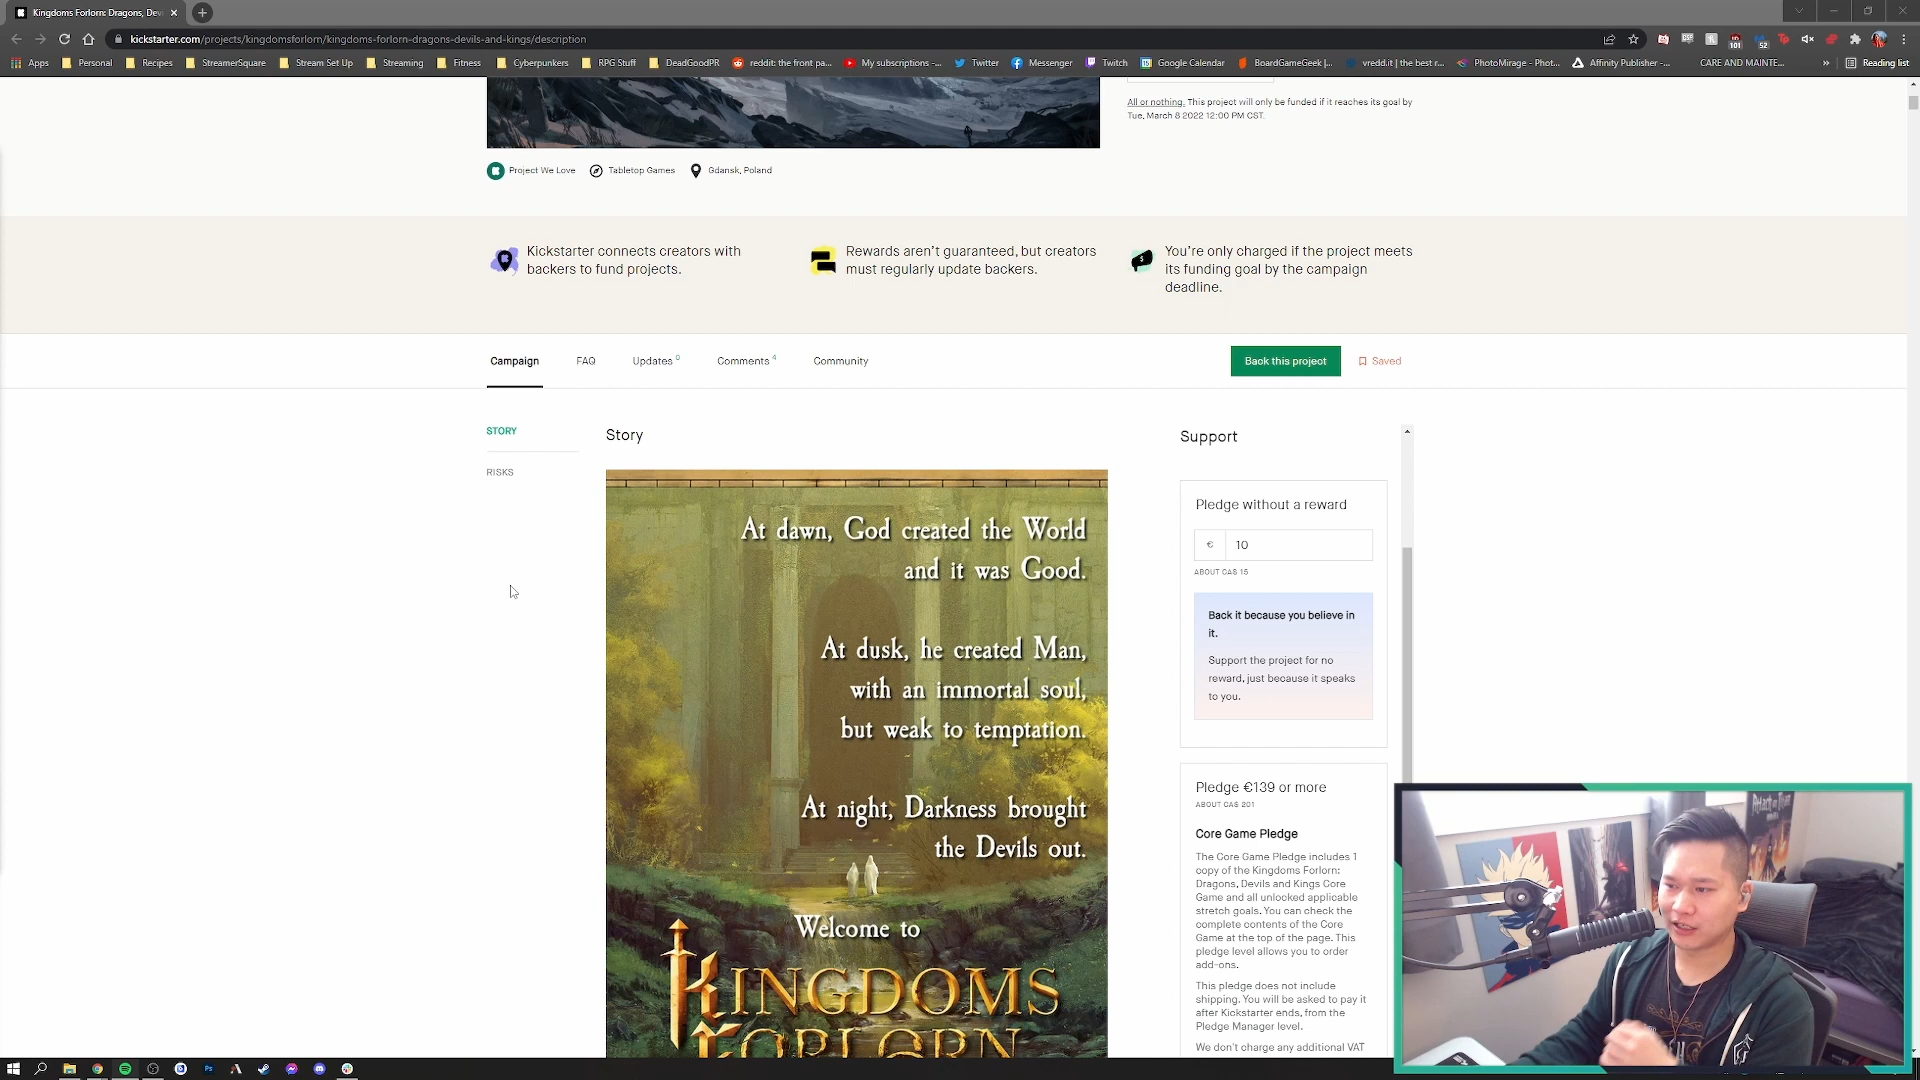 Kingdoms Forlorn: Dragons, Dev
kickstarter.com/projects/kingdomsforlorn/kingdoms-forlorn-dragons-devils-and-kings/description
101
52
Apps
Personal
Recipes
StreamerSquare
Stream Set Up
Streaming
Fitness
Cyberpunkers
RPG Stuff
DeadGoodPR
reddit: the front pa...
My subscriptions -...
Twitter
Messenger
Twitch
Google Calendar
BoardGameGeek |...
vredd.it | the best r...
PhotoMirage - Phot...
Affinity Publisher -...
CARE AND MAINTE...
»
Reading list
All or nothing. This project will only be funded if it reaches its goal by
Tue, March 8 2022 12:00 PM CST.
Project We Love
Tabletop Games
Gdansk, Poland
Kickstarter connects creators with
backers to fund projects.
Rewards aren't guaranteed, but creators
must regularly update backers.
You're only charged if the project meets
its funding goal by the campaign
deadline.
Campaign
FAQ
Updates 0
Comments 4
Community
Back this project
Saved
STORY
RISKS
Story
At dawn, God created the World
and it was Good.
At dusk, he created Man,
with an immortal soul,
but weak to temptation.
At night, Darkness brought
the Devils out.
Welcome to
KINGDOMS
FORLORN
Support
Pledge without a reward
€ 10
ABOUT CA$ 15
Back it because you believe in
it.
Support the project for no
reward, just because it speaks
to you.
Pledge €139 or more
ABOUT CA$ 201
Core Game Pledge
The Core Game Pledge includes 1
copy of the Kingdoms Forlorn:
Dragons, Devils and Kings Core
Game and all unlocked applicable
stretch goals. You can check the
complete contents of the Core
Game at the top of the page. This
pledge level allows you to order
add-ons.
This pledge does not include
shipping. You will be asked to pay it
after Kickstarter ends, from the
Pledge Manager level.
We don't charge any additional VAT